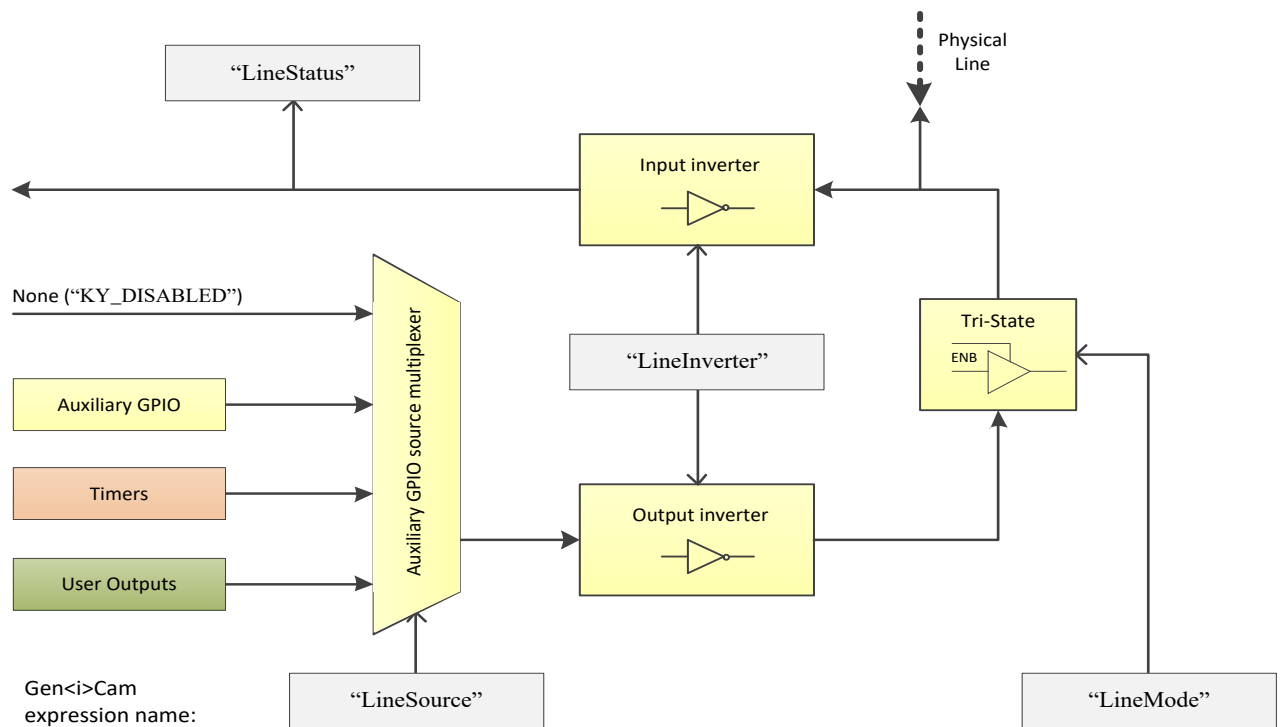 “LineStatus”
Physical
Line
Input inverter
None (“KY_DISABLED”)
Auxiliary GPIO source multiplexer
“LineInverter”
Tri-State
ENB
Auxiliary GPIO
Timers
Output inverter
User Outputs
Gen<i>Cam
expression name:
“LineSource”
“LineMode”